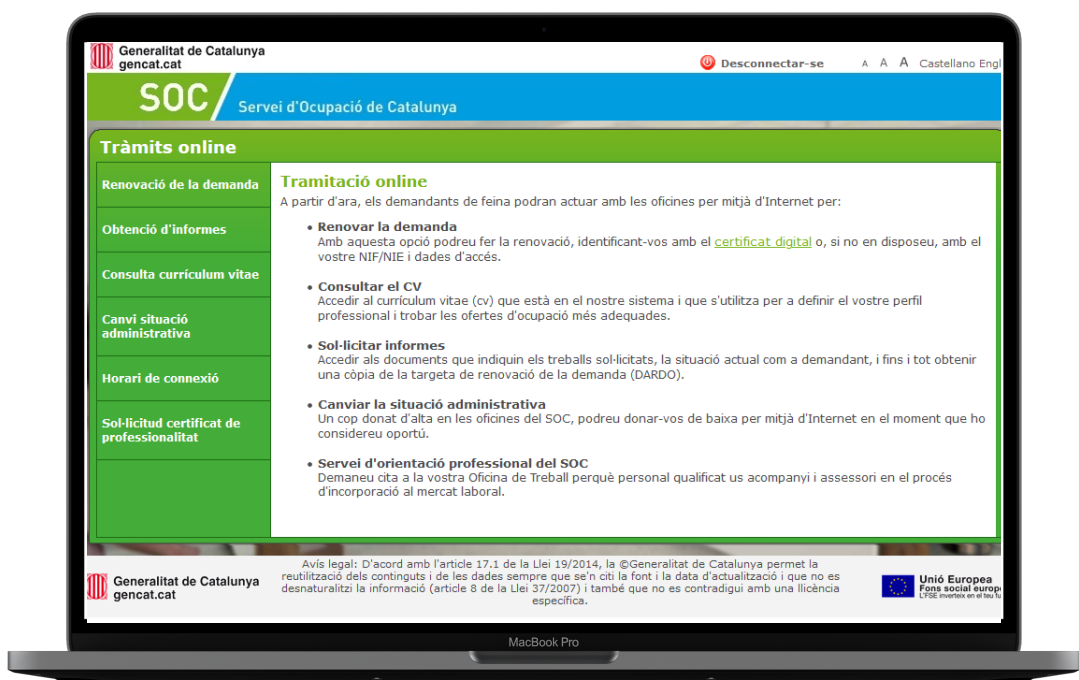 Generalitat de Catalunya
gencat.cat
Desconnectar-se
A A A Castellano Engl
SOC
Servei d'Ocupació de Catalunya
Tràmits online
Renovació de la demanda
Obtenció d'informes
Consulta currículum vitae
Canvi situació
administrativa
Horari de connexió
Sol·licitud certificat de
professionalitat
Tramitació online
A partir d'ara, els demandants de feina podran actuar amb les oficines per mitjà d'Internet per:
• Renovar la demanda
Amb aquesta opció podreu fer la renovació, identificant-vos amb el certificat digital o, si no en disposeu, amb el
vostre NIF/NIE i dades d'accés.
• Consultar el CV
Accedir al currículum vitae (cv) que està en el nostre sistema i que s'utilitza per a definir el vostre perfil
professional i trobar les ofertes d'ocupació més adequades.
• Sol·licitar informes
Accedir als documents que indiquin els treballs sol·licitats, la situació actual com a demandant, i fins i tot obtenir
una còpia de la targeta de renovació de la demanda (DARDO).
• Canviar la situació administrativa
Un cop donat d'alta en les oficines del SOC, podreu donar-vos de baixa per mitjà d'Internet en el moment que ho
considereu oportú.
• Servei d'orientació professional del SOC
Demaneu cita a la vostra Oficina de Treball perquè personal qualificat us acompanyi i assessori en el procés
d'incorporació al mercat laboral.
Generalitat de Catalunya
gencat.cat
Avís legal: D'acord amb l'article 17.1 de la Llei 19/2014, la ©Generalitat de Catalunya permet la
reutilització dels continguts i de les dades sempre que se'n citi la font i la data d'actualització i que no es
desnaturalitzi la informació (article 8 de la Llei 37/2007) i també que no es contradigui amb una llicència
específica.
Unió Europea
Fons social europ
L'FSE inverteix en el teu fu
MacBook Pro